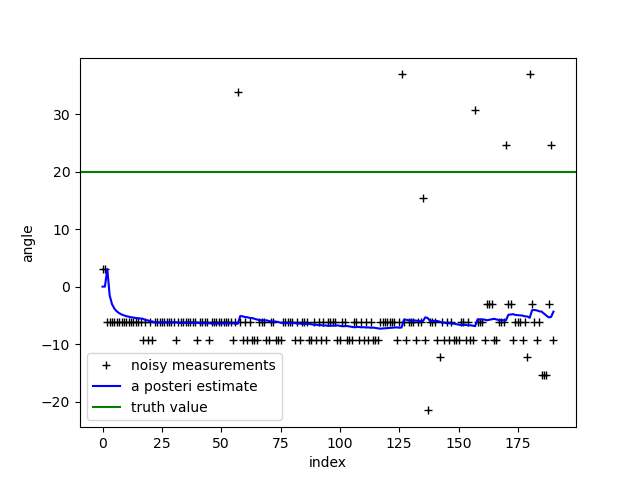 30
20
10
0
−10
−20
angle
noisy measurements
a posteri estimate
truth value
0 25 50 75 100 125 150 175
index